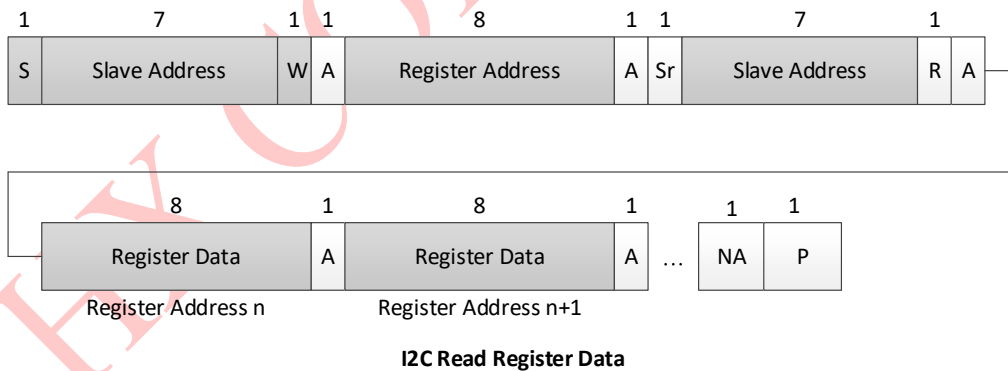 1 7 1 1 8 1 1 7 1
S Slave Address W A Register Address A Sr Slave Address R A
8 1 8 1 1 1
Register Data A Register Data A ... NA P
Register Address n Register Address n+1
I2C Read Register Data